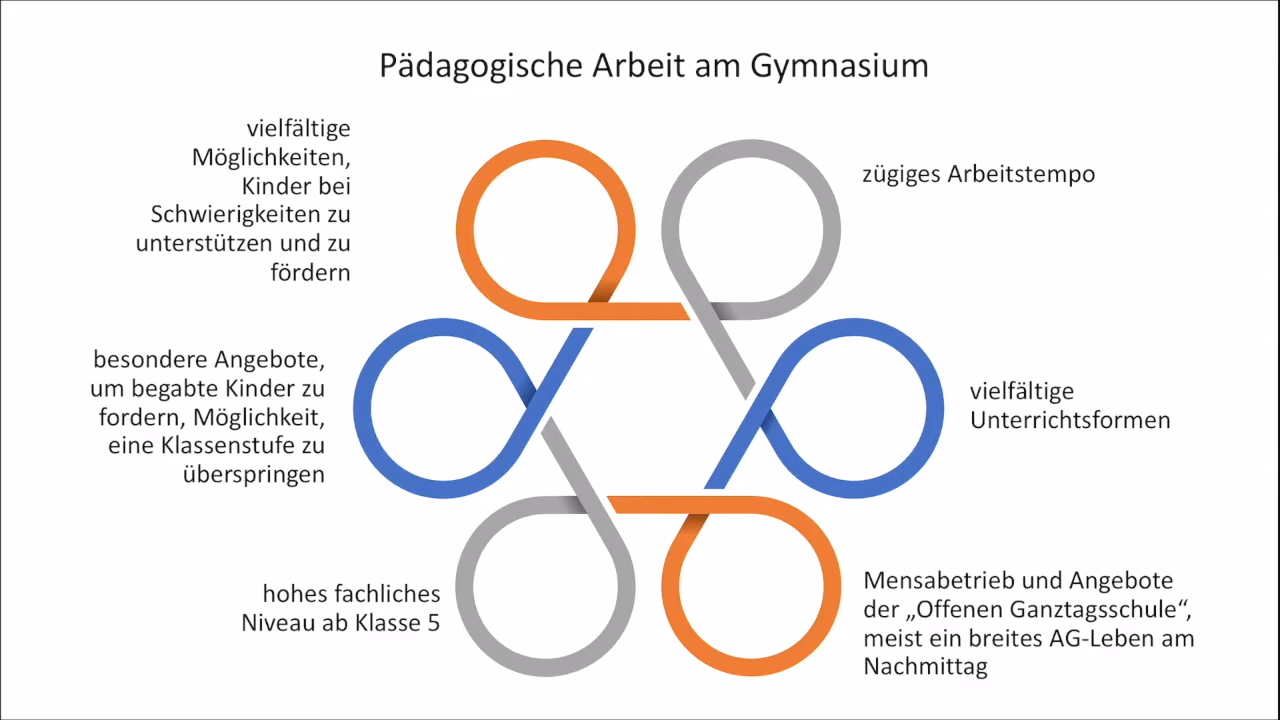 Pädagogische Arbeit am Gymnasium
vielfältige
Möglichkeiten,
Kinder bei
Schwierigkeiten zu
unterstützen und zu
fördern
zügiges Arbeitstempo
besondere Angebote,
um begabte Kinder zu
fordern, Möglichkeit,
eine Klassenstufe zu
überspringen
vielfältige
Unterrichtsformen
hohes fachliches
Niveau ab Klasse 5
Mensabetrieb und Angebote
der „Offenen Ganztagsschule“,
meist ein breites AG-Leben am
Nachmittag